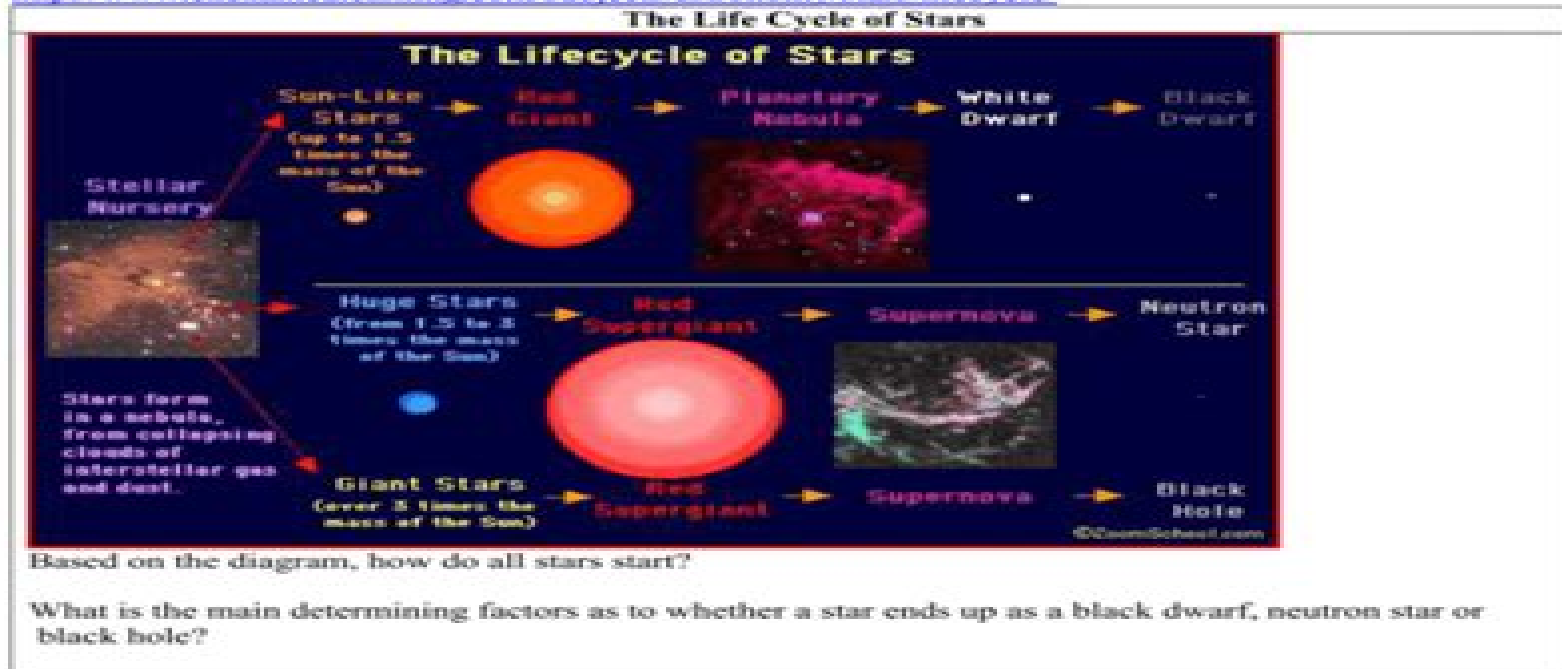 The Life Cycle of Stars
The Lifecycle of Stars
Sun-Like
Stars
(up to 1.5
times the
mass of the
Sun)
Red
Giant
Planetary
Nebula
White
Dwarf
Black
Dwarf
Stellar
Nursery
Huge Stars
(from 1.5 to 3
times the mass
of the Sun)
Red
Supergiant
Supernova
Neutron
Star
Stars form
in a nebula,
from collapsing
clouds of
interstellar gas
and dust.
Giant Stars
(over 3 times the
mass of the Sun)
Red
Supergiant
Supernova
Black
Hole
©ZoomSchool.com
Based on the diagram, how do all stars start?
What is the main determining factors as to whether a star ends up as a black dwarf, neutron star or
black hole?